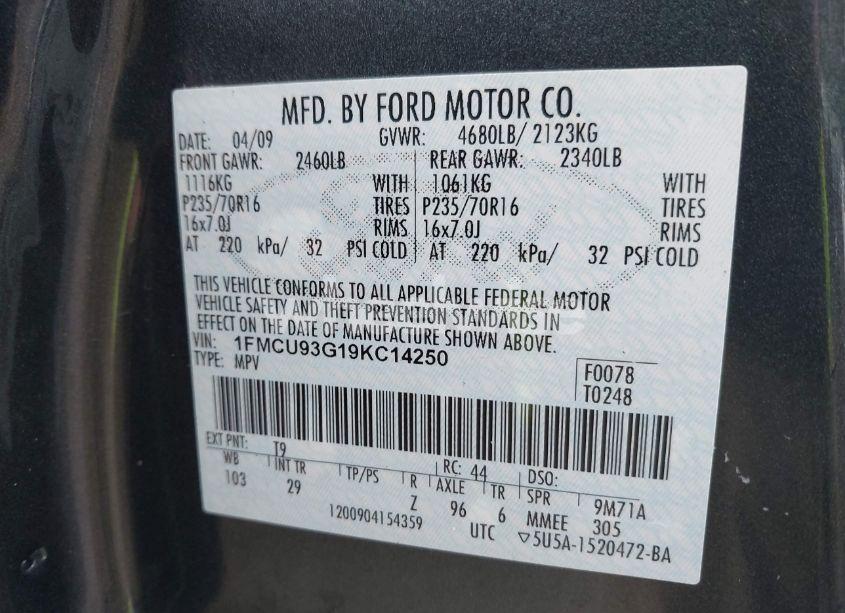 MFD. BY FORD MOTOR CO.
DATE: 04/09 GVWR: 4680LB/ 2123KG
FRONT GAWR: 2460LB REAR GAWR: 2340LB
1116KG WITH 1061KG WITH
P235/70R16 TIRES P235/70R16 TIRES
16x7.0J RIMS 16x7.0J RIMS
AT 220 kPa/ 32 PSI COLD AT 220 kPa/ 32 PSI COLD
THIS VEHICLE CONFORMS TO ALL APPLICABLE FEDERAL MOTOR
VEHICLE SAFETY AND THEFT PREVENTION STANDARDS IN
EFFECT ON THE DATE OF MANUFACTURE SHOWN ABOVE.
VIN: 1FMCU93G19KC14250
TYPE: MPV
F0078
T0248
EXT PNT: T9 RC: 44 DSO:
WB INT TR TP/PS R AXLE TR SPR 9M71A
103 29 Z 96 6 MMEE 305
1200904154359 UTC ▽5U5A-1520472-BA